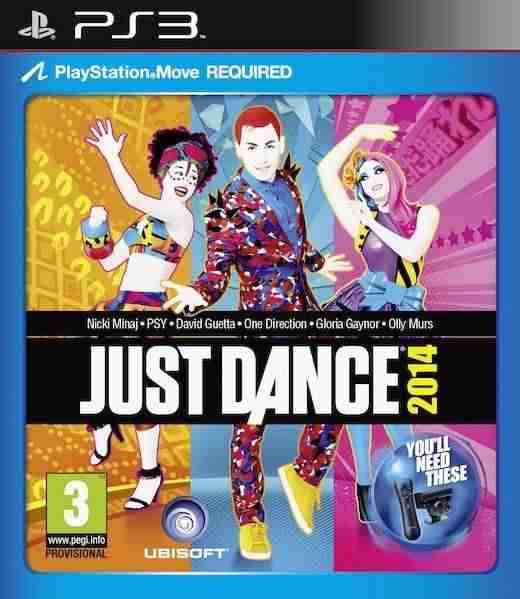 PS3
PlayStation®Move REQUIRED
Nicki Minaj • PSY • David Guetta • One Direction • Gloria Gaynor • Olly Murs
JUST DANCE® 2014
YOU'LL
NEED
THESE
3
www.pegi.info
PROVISIONAL
UBISOFT®